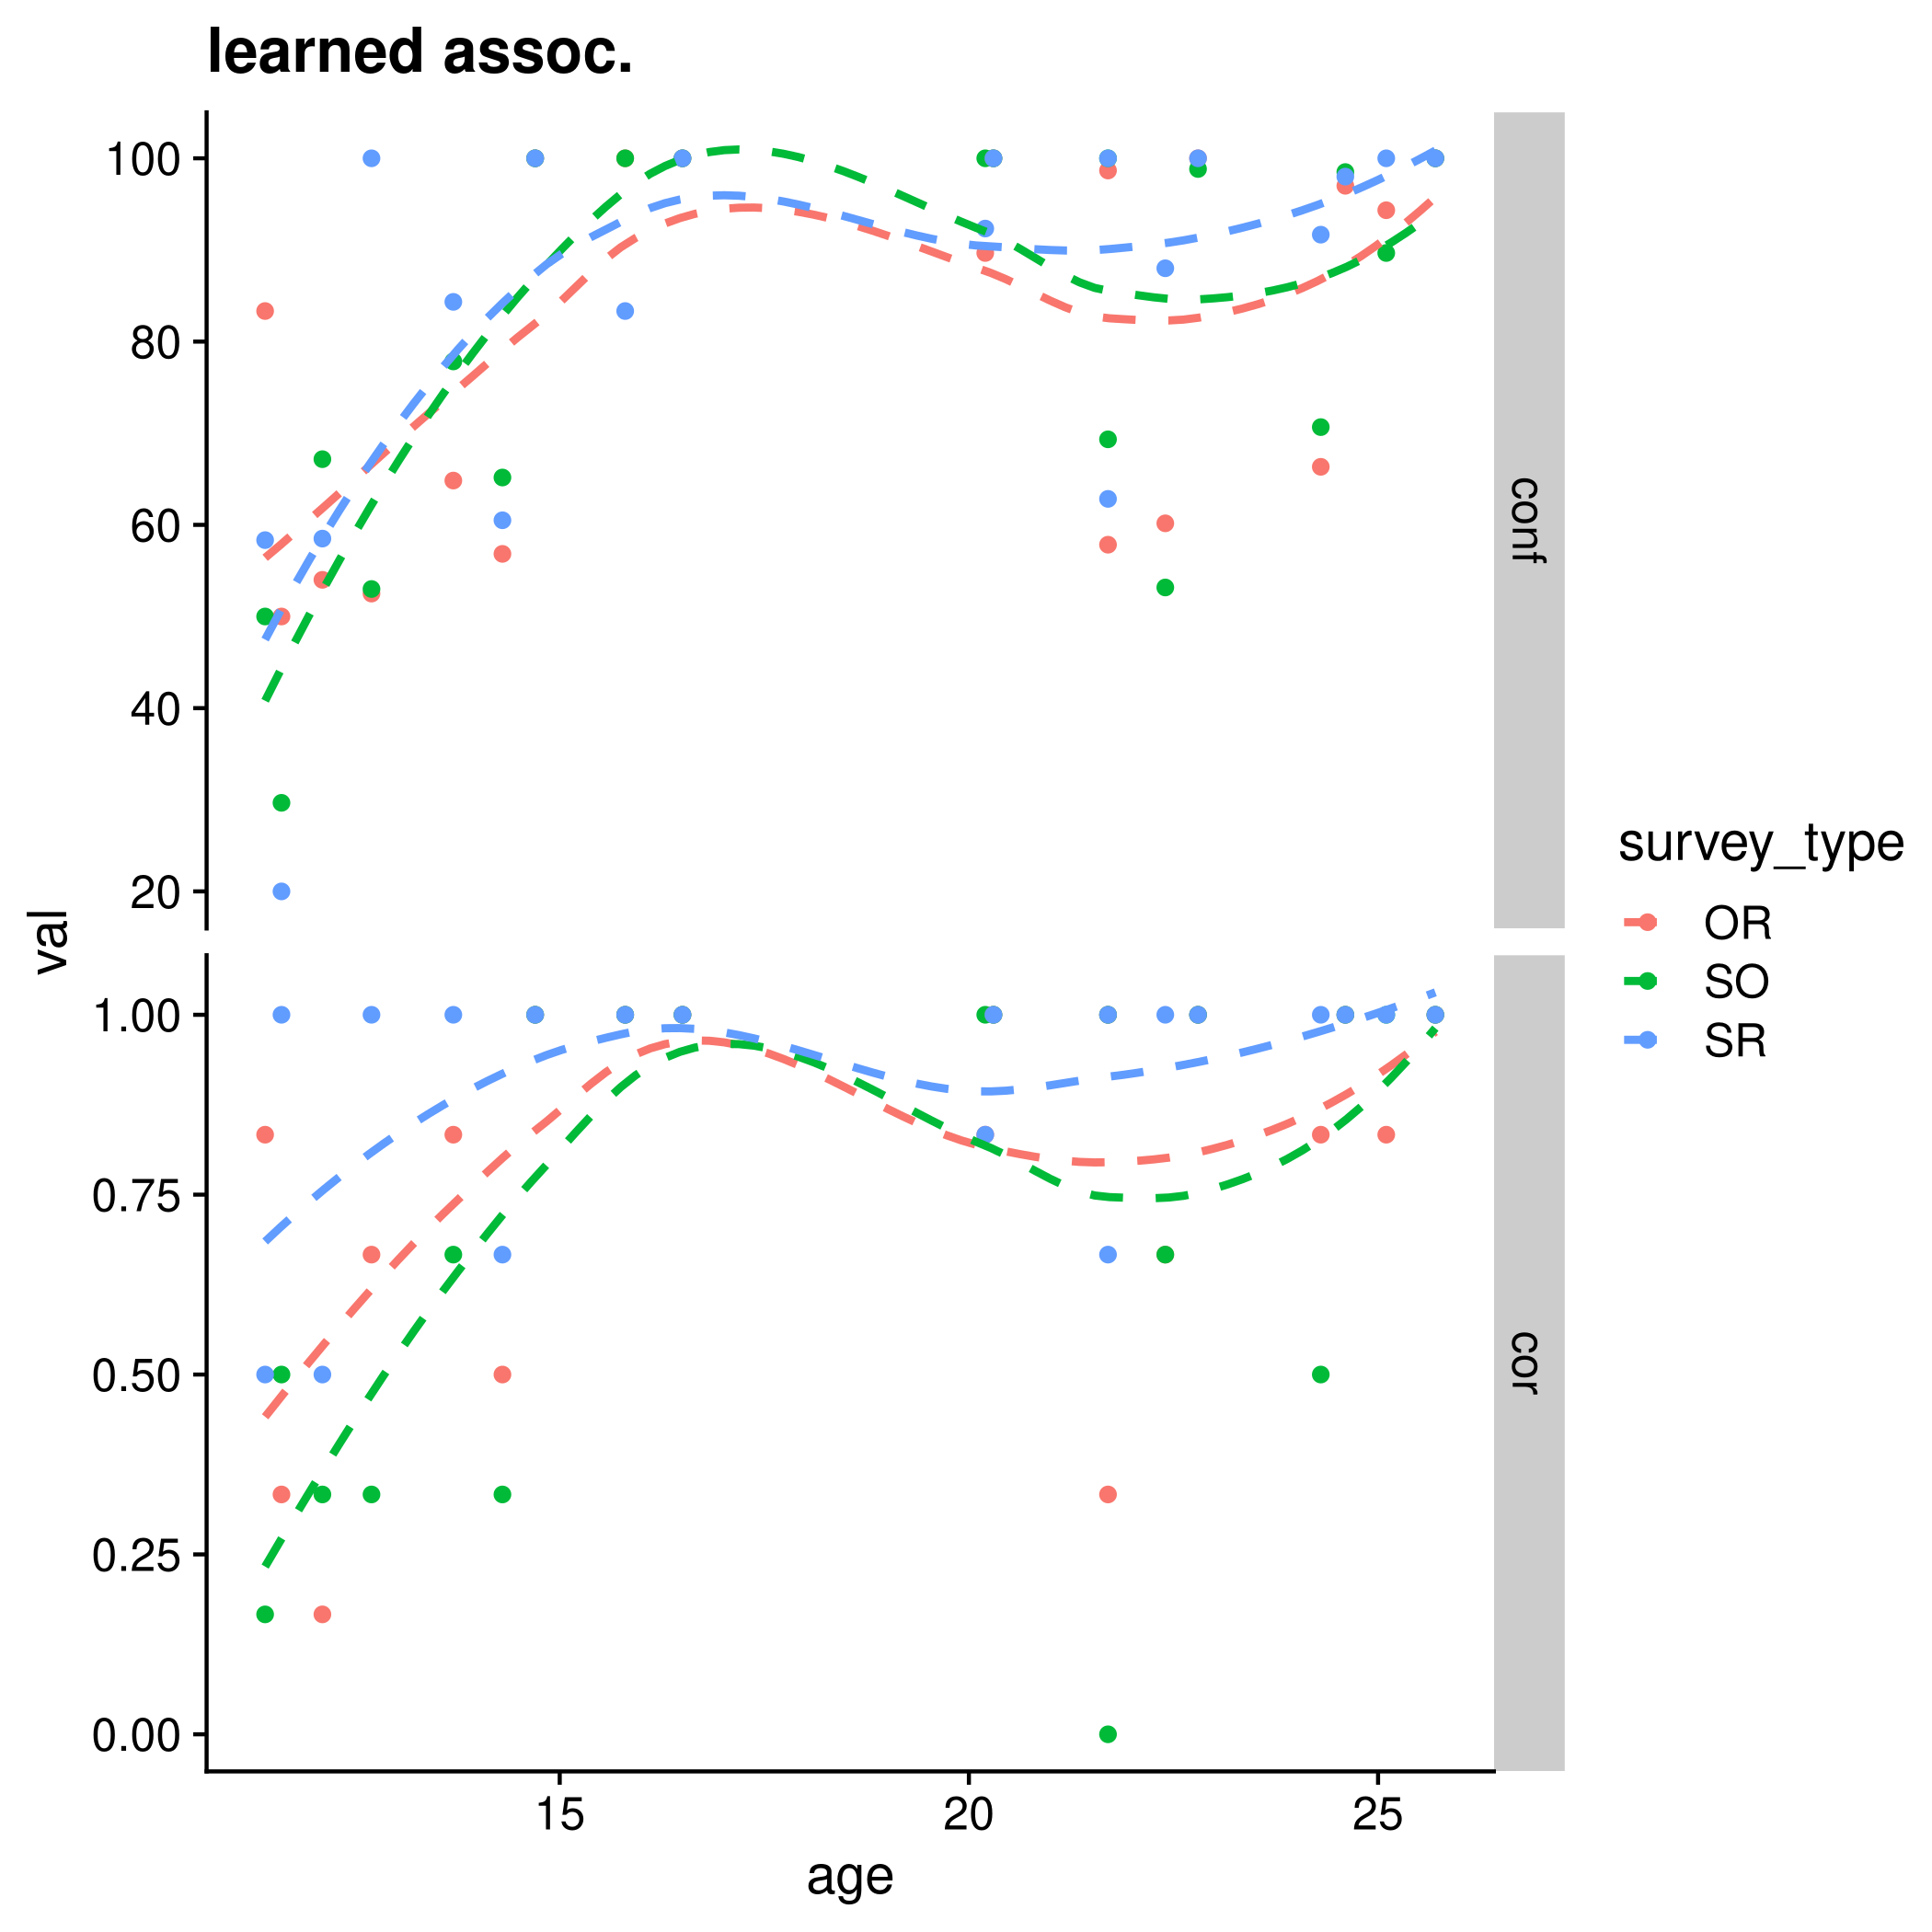 learned assoc.
100
80
60
40
20
conf
val
1.00
0.75
0.50
0.25
0.00
cor
15 20 25
age
survey_type
OR
SO
SR